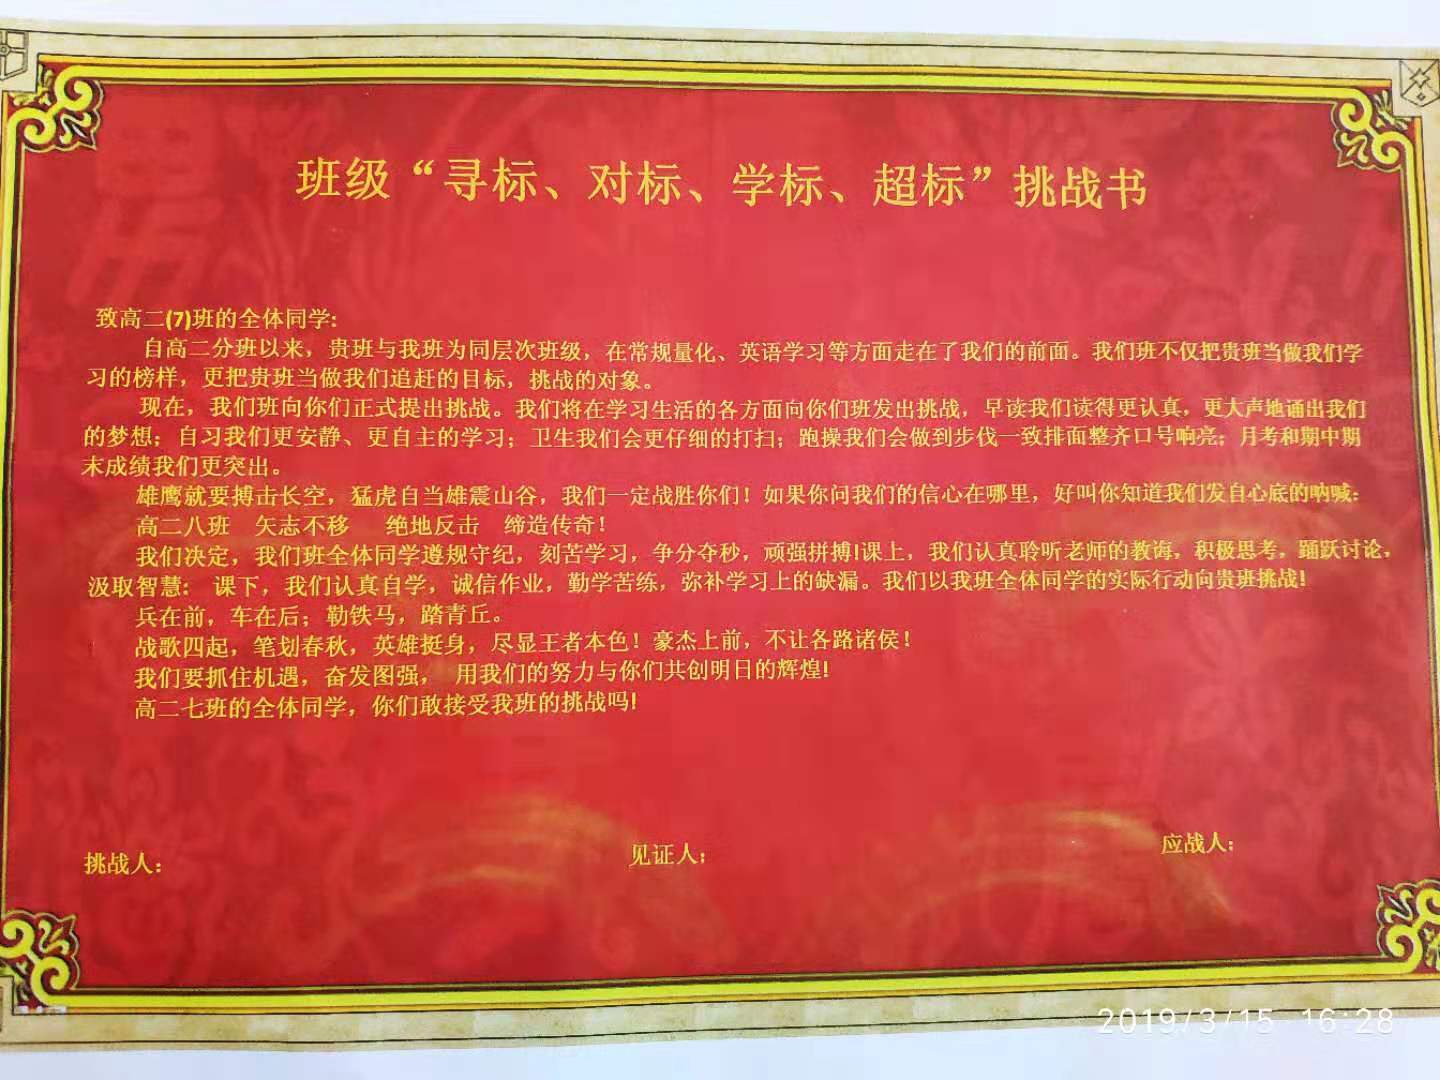 班级“寻标、对标、学标、超标”挑战书
致高二(7)班的全体同学:
自高二分班以来，贵班与我班为同层次班级，在常规量化、英语学习等方面走在了我们的前面。我们班不仅把贵班当做我们学
习的榜样，更把贵班当做我们追赶的目标，挑战的对象。
现在，我们班向你们正式提出挑战。我们将在学习生活的各方面向你们班发出挑战，早读我们读得更认真，更大声地诵出我们
的梦想；自习我们更安静、更自主的学习；卫生我们会更仔细的打扫；跑操我们会做到步伐一致排面整齐口号响亮；月考和期中期
末成绩我们更突出。
雄鹰就要搏击长空，猛虎自当雄震山谷，我们一定战胜你们！如果你问我们的信心在哪里，好叫你知道我们发自心底的呐喊：
高二八班 矢志不移 绝地反击 缔造传奇！
我们决定，我们班全体同学遵规守纪，刻苦学习，争分夺秒，顽强拼搏!课上，我们认真聆听老师的教诲，积极思考，踊跃讨论，
汲取智慧： 课下，我们认真自学，诚信作业，勤学苦练，弥补学习上的缺漏。我们以我班全体同学的实际行动向贵班挑战!
兵在前，车在后；勒铁马，踏青丘。
战歌四起，笔划春秋，英雄挺身，尽显王者本色！豪杰上前，不让各路诸侯！
我们要抓住机遇，奋发图强， 用我们的努力与你们共创明日的辉煌!
高二七班的全体同学，你们敢接受我班的挑战吗!
挑战人： 见证人； 应战人；
2019/3/15 16:28